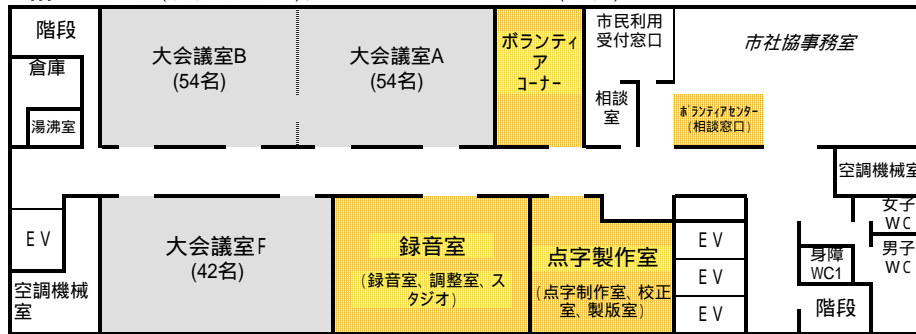 階段
倉庫
湯沸室
大会議室B
(54名)
大会議室A
(54名)
ボランティ
ア
コーナー
市民利用
受付窓口
相談
室
市社協事務室
ボランティアセンター
(相談窓口)
空調機械室
女子
WC
男子
WC
身障
WC1
階段
EV
空調機械
室
大会議室F
(42名)
録音室
(録音室、調整室、ス
タジオ)
点字製作室
(点字制作室、校正
室、製版室)
EV
EV
EV